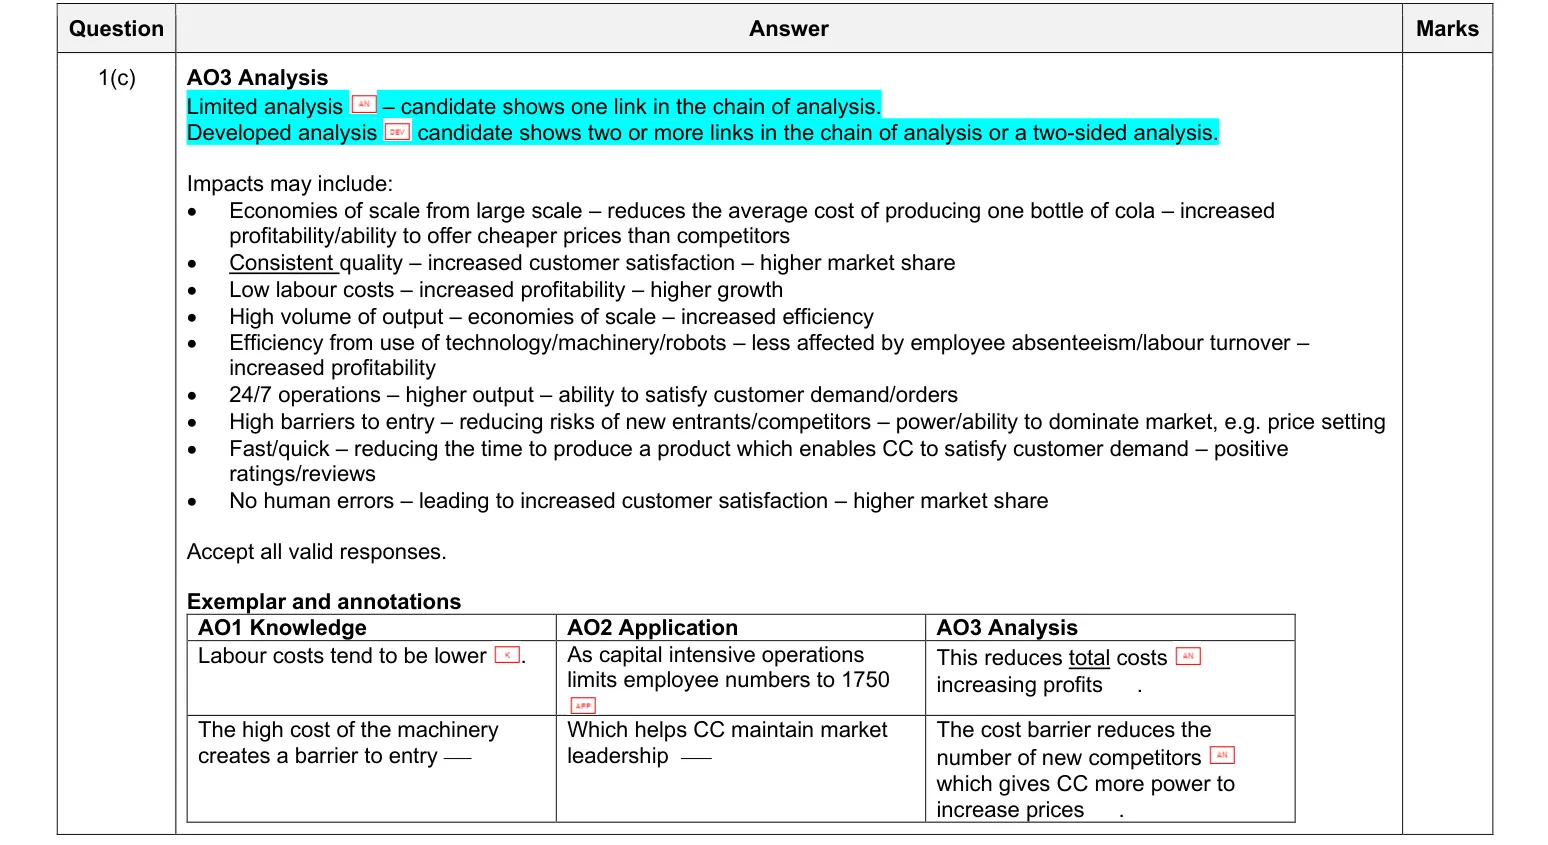 Question Answer Marks
1(c) AO3 Analysis
Limited analysis AN – candidate shows one link in the chain of analysis.
Developed analysis DEV candidate shows two or more links in the chain of analysis or a two-sided analysis.
Impacts may include:
• Economies of scale from large scale – reduces the average cost of producing one bottle of cola – increased
profitability/ability to offer cheaper prices than competitors
• Consistent quality – increased customer satisfaction – higher market share
• Low labour costs – increased profitability – higher growth
• High volume of output – economies of scale – increased efficiency
• Efficiency from use of technology/machinery/robots – less affected by employee absenteeism/labour turnover –
increased profitability
• 24/7 operations – higher output – ability to satisfy customer demand/orders
• High barriers to entry – reducing risks of new entrants/competitors – power/ability to dominate market, e.g. price setting
• Fast/quick – reducing the time to produce a product which enables CC to satisfy customer demand – positive
ratings/reviews
• No human errors – leading to increased customer satisfaction – higher market share
Accept all valid responses.
Exemplar and annotations
AO1 Knowledge AO2 Application AO3 Analysis
Labour costs tend to be lower K.
As capital intensive operations
limits employee numbers to 1750
APP
This reduces total costs AN
increasing profits .
The high cost of the machinery
creates a barrier to entry
Which helps CC maintain market
leadership
The cost barrier reduces the
number of new competitors AN
which gives CC more power to
increase prices .